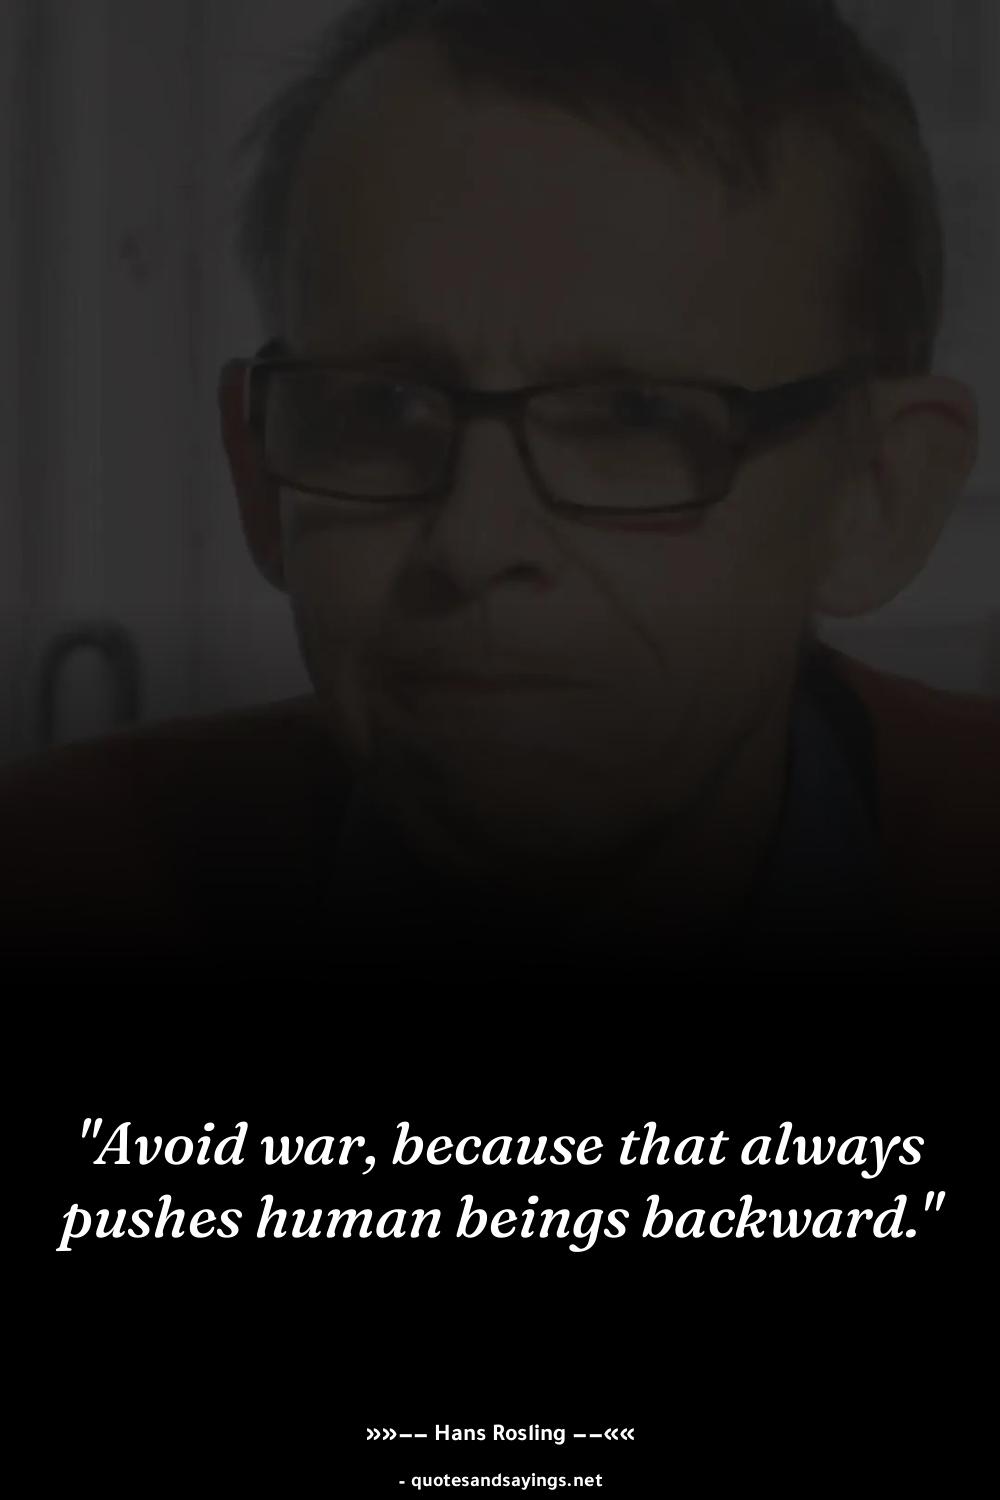 "Avoid war, because that always
pushes human beings backward."
»»—— Hans Rosling ——««
- quotesandsayings.net